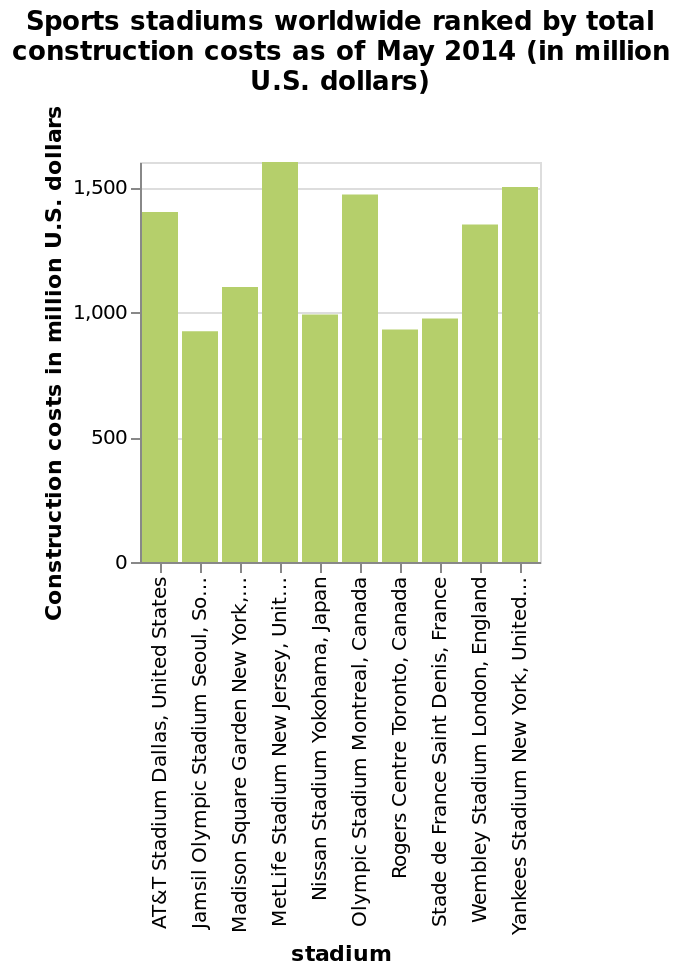 Sports stadiums worldwide ranked by total
construction costs as of May 2014 (in million
U.S. dollars)
Construction costs in million U.S. dollars
1,500
1,000
500
0
AT&T Stadium Dallas, United States
Jamsil Olympic Stadium Seoul, So…
Madison Square Garden New York,…
MetLife Stadium New Jersey, Unit…
Nissan Stadium Yokohama, Japan
Olympic Stadium Montreal, Canada
Rogers Centre Toronto, Canada
Stade de France Saint Denis, France
Wembley Stadium London, England
Yankees Stadium New York, United…
stadium